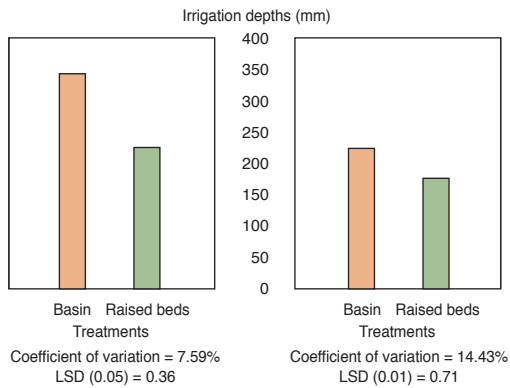 Irrigation depths (mm)
400
350
300
250
200
150
100
50
0
Basin Raised beds
Treatments
Coefficient of variation = 7.59%
LSD (0.05) = 0.36
Basin Raised beds
Treatments
Coefficient of variation = 14.43%
LSD (0.01) = 0.71